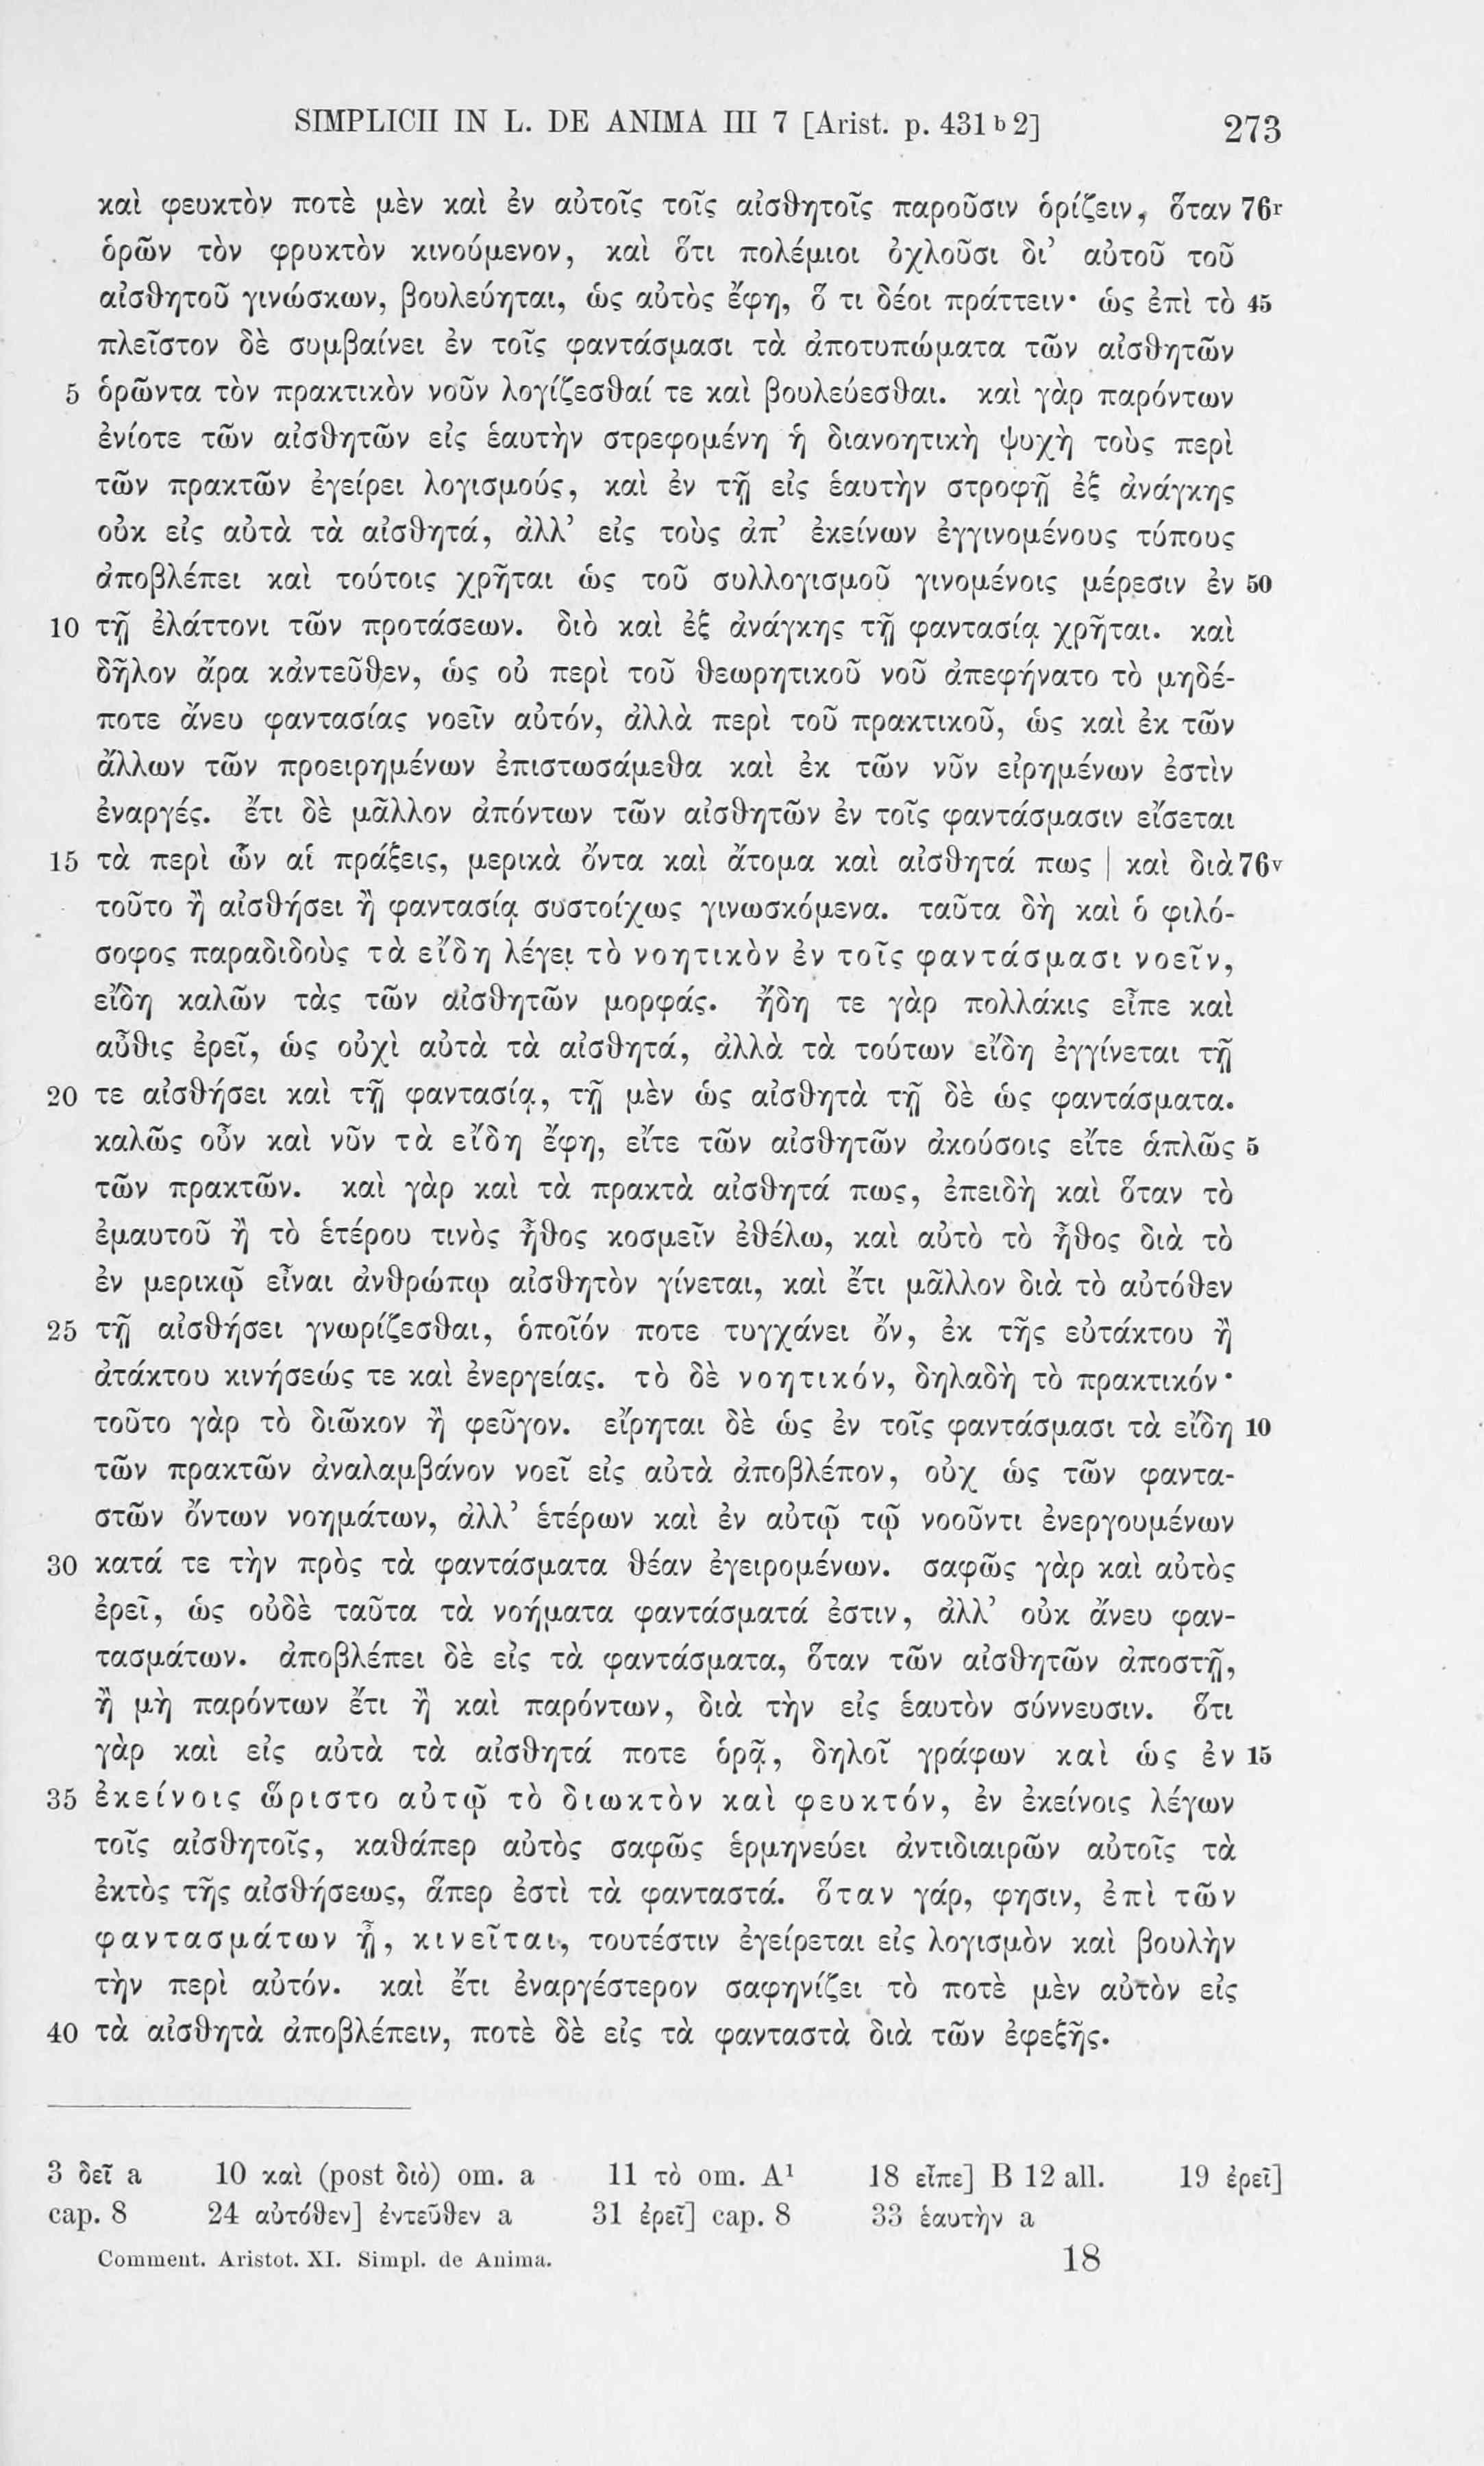 SIMPLICII IN L. DE ANIMA III 7 [Arist. p. 431 b 2] 273
καὶ φευκτὸν ποτὲ μὲν καὶ ἐν αὐτοῖς τοῖς αἰσθητοῖς παροῦσιν ὁρίζειν, ὅταν 76r
ὁρῶν τὸν φρυκτὸν κινούμενον, καὶ ὅτι πολέμιοι ὀχλοῦσι δι’ αὐτοῦ τοῦ
αἰσθητοῦ γινώσκων, βουλεύηται, ὡς αὐτὸς ἔφη, ὅ τι δέοι πράττειν· ὡς ἐπὶ τὸ 45
πλεῖστον δὲ συμβαίνει ἐν τοῖς φαντάσμασι τὰ ἀποτυπώματα τῶν αἰσθητῶν
5 ὁρῶντα τὸν πρακτικὸν νοῦν λογίζεσθαί τε καὶ βουλεύεσθαι. καὶ γὰρ παρόντων
ἐνίοτε τῶν αἰσθητῶν εἰς ἑαυτὴν στρεφομένη ἡ διανοητικὴ ψυχὴ τοὺς περὶ
τῶν πρακτῶν ἐγείρει λογισμούς, καὶ ἐν τῇ εἰς ἑαυτὴν στροφῇ ἐξ ἀνάγκης
οὐκ εἰς αὐτὰ τὰ αἰσθητά, ἀλλ’ εἰς τοὺς ἀπ’ ἐκείνων ἐγγινομένους τύπους
ἀποβλέπει καὶ τούτοις χρῆται ὡς τοῦ συλλογισμοῦ γινομένοις μέρεσιν ἐν 50
10 τῇ ἐλάττονι τῶν προτάσεων. διὸ καὶ ἐξ ἀνάγκης τῇ φαντασίᾳ χρῆται. καὶ
δῆλον ἄρα κἀντεῦθεν, ὡς οὐ περὶ τοῦ θεωρητικοῦ νοῦ ἀπεφήνατο τὸ μηδέ-
ποτε ἄνευ φαντασίας νοεῖν αὐτόν, ἀλλὰ περὶ τοῦ πρακτικοῦ, ὡς καὶ ἐκ τῶν
ἄλλων τῶν προειρημένων ἐπιστωσάμεθα καὶ ἐκ τῶν νῦν εἰρημένων ἐστὶν
ἐναργές. ἔτι δὲ μᾶλλον ἀπόντων τῶν αἰσθητῶν ἐν τοῖς φαντάσμασιν εἴσεται
15 τὰ περὶ ὧν αἱ πράξεις, μερικὰ ὄντα καὶ ἄτομα καὶ αἰσθητά πως | καὶ διὰ 76v
τοῦτο ἢ αἰσθήσει ἢ φαντασίᾳ συστοίχως γινωσκόμενα. ταῦτα δὴ καὶ ὁ φιλό-
σοφος παραδιδοὺς τὰ εἴδη λέγει τὸ νοητικὸν ἐν τοῖς φαντάσμασι νοεῖν,
εἴδη καλῶν τὰς τῶν αἰσθητῶν μορφάς. ἤδη τε γὰρ πολλάκις εἶπε καὶ
αὖθις ἐρεῖ, ὡς οὐχὶ αὐτὰ τὰ αἰσθητά, ἀλλὰ τὰ τούτων εἴδη ἐγγίνεται τῇ
20 τε αἰσθήσει καὶ τῇ φαντασίᾳ, τῇ μὲν ὡς αἰσθητὰ τῇ δὲ ὡς φαντάσματα.
καλῶς οὖν καὶ νῦν τὰ εἴδη ἔφη, εἴτε τῶν αἰσθητῶν ἀκούσοις εἴτε ἁπλῶς 5
τῶν πρακτῶν. καὶ γὰρ καὶ τὰ πρακτὰ αἰσθητά πως, ἐπειδὴ καὶ ὅταν τὸ
ἐμαυτοῦ ἢ τὸ ἑτέρου τινὸς ἦθος κοσμεῖν ἐθέλω, καὶ αὐτὸ τὸ ἦθος διὰ τὸ
ἐν μερικῷ εἶναι ἀνθρώπῳ αἰσθητὸν γίνεται, καὶ ἔτι μᾶλλον διὰ τὸ αὐτόθεν
25 τῇ αἰσθήσει γνωρίζεσθαι, ὁποῖόν ποτε τυγχάνει ὄν, ἐκ τῆς εὐτάκτου ἢ
ἀτάκτου κινήσεώς τε καὶ ἐνεργείας. τὸ δὲ νοητικόν, δηλαδὴ τὸ πρακτικόν·
τοῦτο γὰρ τὸ διῶκον ἢ φεῦγον. εἴρηται δὲ ὡς ἐν τοῖς φαντάσμασι τὰ εἴδη 10
τῶν πρακτῶν ἀναλαμβάνον νοεῖ εἰς αὐτὰ ἀποβλέπον, οὐχ ὡς τῶν φαντα-
στῶν ὄντων νοημάτων, ἀλλ’ ἑτέρων καὶ ἐν αὐτῷ τῷ νοοῦντι ἐνεργουμένων
30 κατά τε τὴν πρὸς τὰ φαντάσματα θέαν ἐγειρομένων. σαφῶς γὰρ καὶ αὐτὸς
ἐρεῖ, ὡς οὐδὲ ταῦτα τὰ νοήματα φαντάσματά ἐστιν, ἀλλ’ οὐκ ἄνευ φαν-
τασμάτων. ἀποβλέπει δὲ εἰς τὰ φαντάσματα, ὅταν τῶν αἰσθητῶν ἀποστῇ,
ἢ μὴ παρόντων ἔτι ἢ καὶ παρόντων, διὰ τὴν εἰς ἑαυτὸν σύννευσιν. ὅτι
γὰρ καὶ εἰς αὐτὰ τὰ αἰσθητά ποτε ὁρᾷ, δηλοῖ γράφων καὶ ὡς ἐν 15
35 ἐκείνοις ὥριστο αὐτῷ τὸ διωκτὸν καὶ φευκτόν, ἐν ἐκείνοις λέγων
τοῖς αἰσθητοῖς, καθάπερ αὐτὸς σαφῶς ἑρμηνεύει ἀντιδιαιρῶν αὐτοῖς τὰ
ἐκτὸς τῆς αἰσθήσεως, ἅπερ ἐστὶ τὰ φανταστά. ὅταν γάρ, φησιν, ἐπὶ τῶν
φαντασμάτων ᾖ, κινεῖται, τουτέστιν ἐγείρεται εἰς λογισμὸν καὶ βουλὴν
τὴν περὶ αὐτόν. καὶ ἔτι ἐναργέστερον σαφηνίζει τὸ ποτὲ μὲν αὐτὸν εἰς
40 τὰ αἰσθητὰ ἀποβλέπειν, ποτὲ δὲ εἰς τὰ φανταστὰ διὰ τῶν ἐφεξῆς.
3 δεῖ a 10 καὶ (post διὸ) om. a 11 τὸ om. A¹ 18 εἶπε] B 12 all. 19 ἐρεῖ]
cap. 8 24 αὐτόθεν] ἐντεῦθεν a 31 ἐρεῖ] cap. 8 33 ἑαυτὴν a
Comment. Aristot. XI. Simpl. de Anima. 18